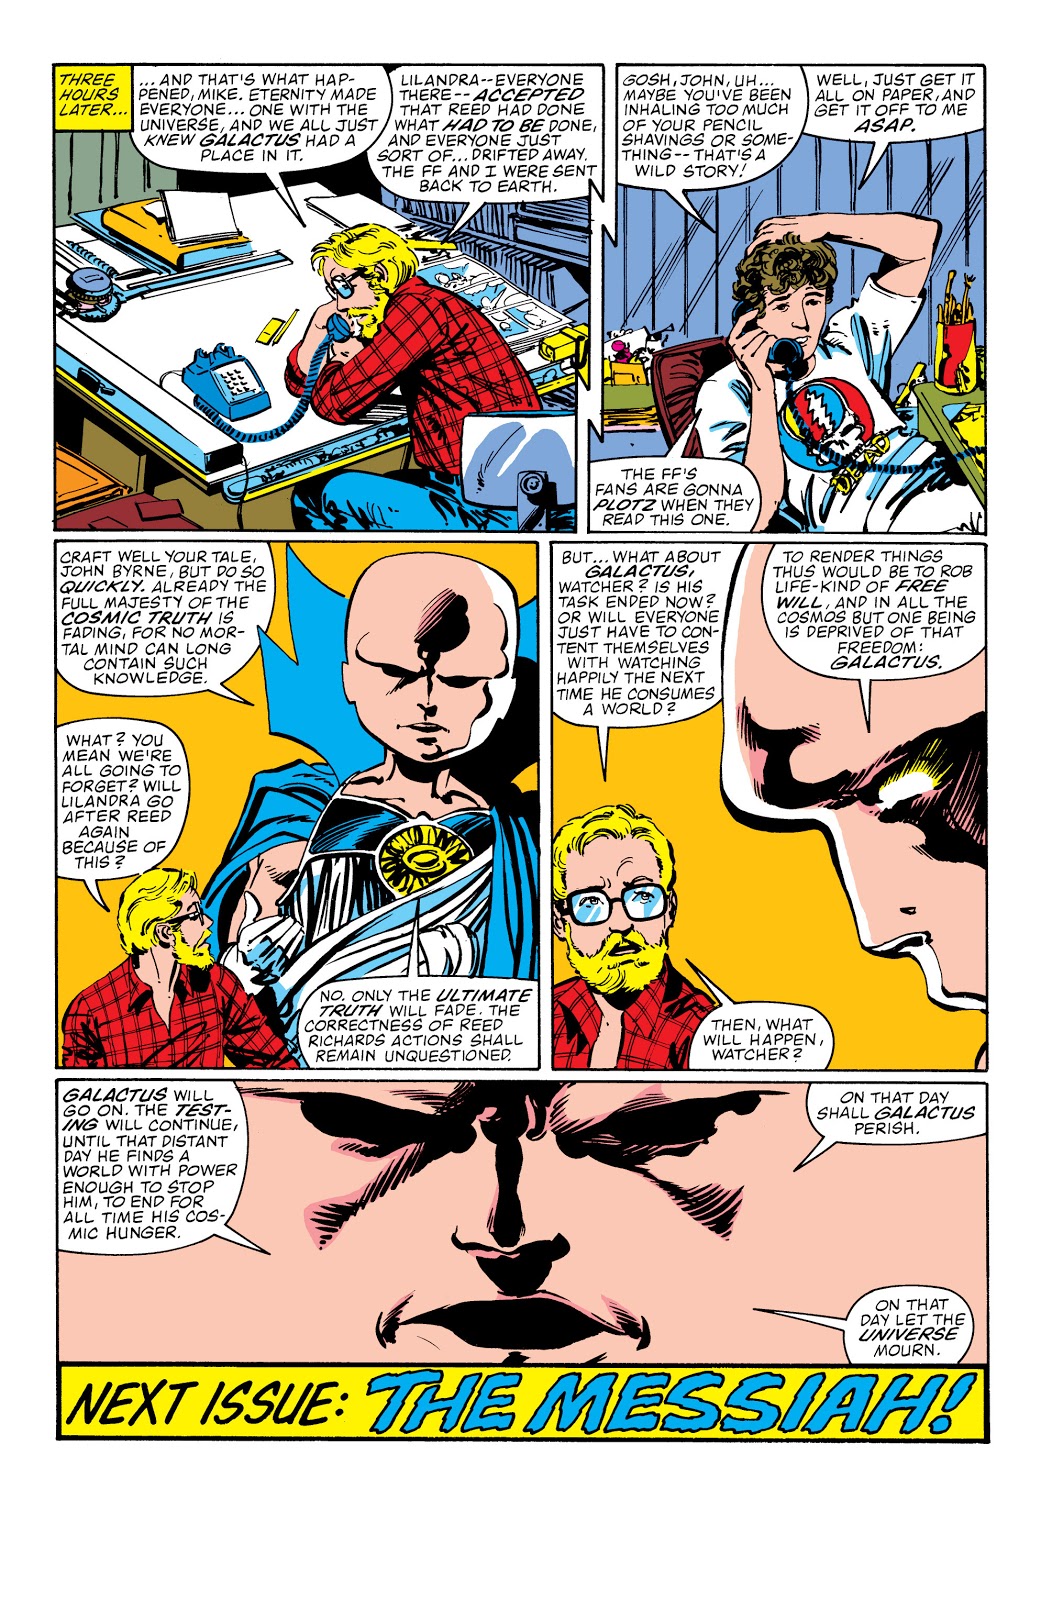 THREE
HOURS
LATER...
...AND THAT'S WHAT HAP-
PENED, MIKE. ETERNITY MADE
EVERYONE... ONE WITH THE
UNIVERSE, AND WE ALL JUST
KNEW GALACTUS HAD A
PLACE IN IT.
LILANDRA--EVERYONE
THERE--ACCEPTED
THAT REED HAD DONE
WHAT HAD TO BE DONE,
AND EVERYONE JUST
SORT OF... DRIFTED AWAY.
THE FF AND I WERE SENT
BACK TO EARTH.
GOSH, JOHN, UH...
MAYBE YOU'VE BEEN
INHALING TOO MUCH
OF YOUR PENCIL
SHAVINGS OR SOME-
THING--THAT'S A
WILD STORY!
WELL, JUST GET IT
ALL ON PAPER, AND
GET IT OFF TO ME
ASAP.
THE FF'S
FANS ARE GONNA
PLOTZ WHEN THEY
READ THIS ONE.
CRAFT WELL YOUR TALE,
JOHN BYRNE, BUT DO SO
QUICKLY. ALREADY THE
FULL MAJESTY OF THE
COSMIC TRUTH IS
FADING, FOR NO MOR-
TAL MIND CAN LONG
CONTAIN SUCH
KNOWLEDGE.
WHAT? YOU
MEAN WE'RE
ALL GOING TO
FORGET? WILL
LILANDRA GO
AFTER REED
AGAIN
BECAUSE OF
THIS?
NO. ONLY THE ULTIMATE
TRUTH WILL FADE. THE
CORRECTNESS OF REED
RICHARDS ACTIONS SHALL
REMAIN UNQUESTIONED.
BUT...WHAT ABOUT
GALACTUS,
WATCHER? IS HIS
TASK ENDED NOW?
OR WILL EVERYONE
JUST HAVE TO CON-
TENT THEMSELVES
WITH WATCHING
HAPPILY THE NEXT
TIME HE CONSUMES
A WORLD?
TO RENDER THINGS
THUS WOULD BE TO ROB
LIFE-KIND OF FREE
WILL, AND IN ALL THE
COSMOS BUT ONE BEING
IS DEPRIVED OF THAT
FREEDOM:
GALACTUS.
THEN, WHAT
WILL HAPPEN,
WATCHER?
GALACTUS WILL
GO ON. THE TEST-
ING WILL CONTINUE,
UNTIL THAT DISTANT
DAY HE FINDS A
WORLD WITH POWER
ENOUGH TO STOP
HIM, TO END FOR
ALL TIME HIS COS-
MIC HUNGER.
ON THAT DAY
SHALL GALACTUS
PERISH.
ON THAT
DAY LET THE
UNIVERSE
MOURN.
NEXT ISSUE: THE MESSIAH!